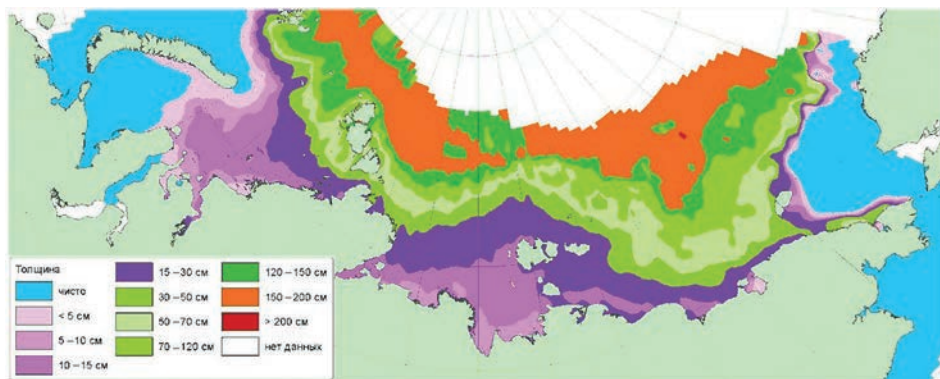 Толщина
чисто
< 5 см
5 – 10 см
10 – 15 см
15 – 30 см
30 – 50 см
50 – 70 см
70 – 120 см
120 – 150 см
150 – 200 см
> 200 см
нет данных